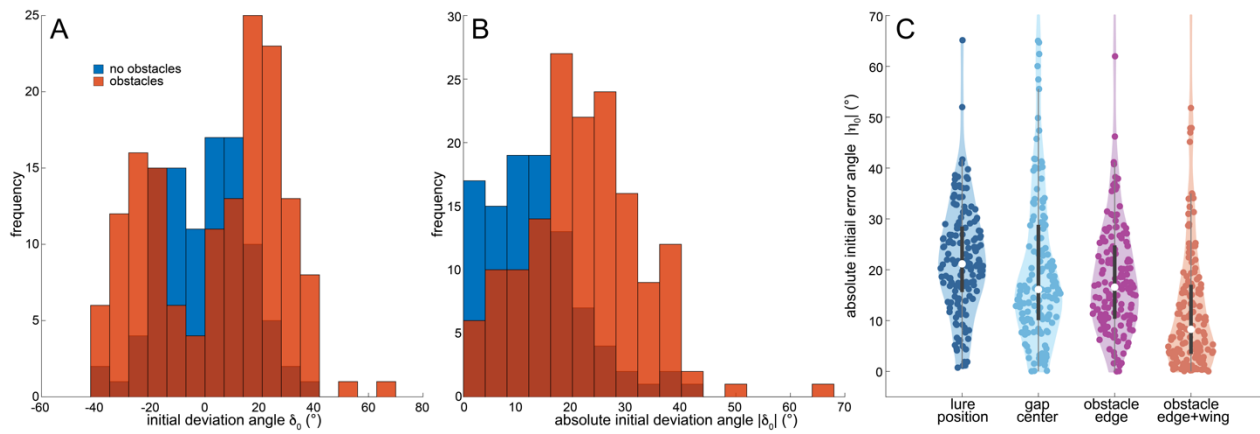 A
25
20
15
10
5
0
frequency
no obstacles
obstacles
-60
-40
-20
0
20
40
60
80
initial deviation angle δ₀ (°)
B
30
25
20
15
10
5
0
frequency
0
10
20
30
40
50
60
70
absolute initial deviation angle |δ₀| (°)
C
70
60
50
40
30
20
10
0
absolute initiail error angle |η₀| (°)
lure
position
gap
center
obstacle
edge
obstacle
edge+wing